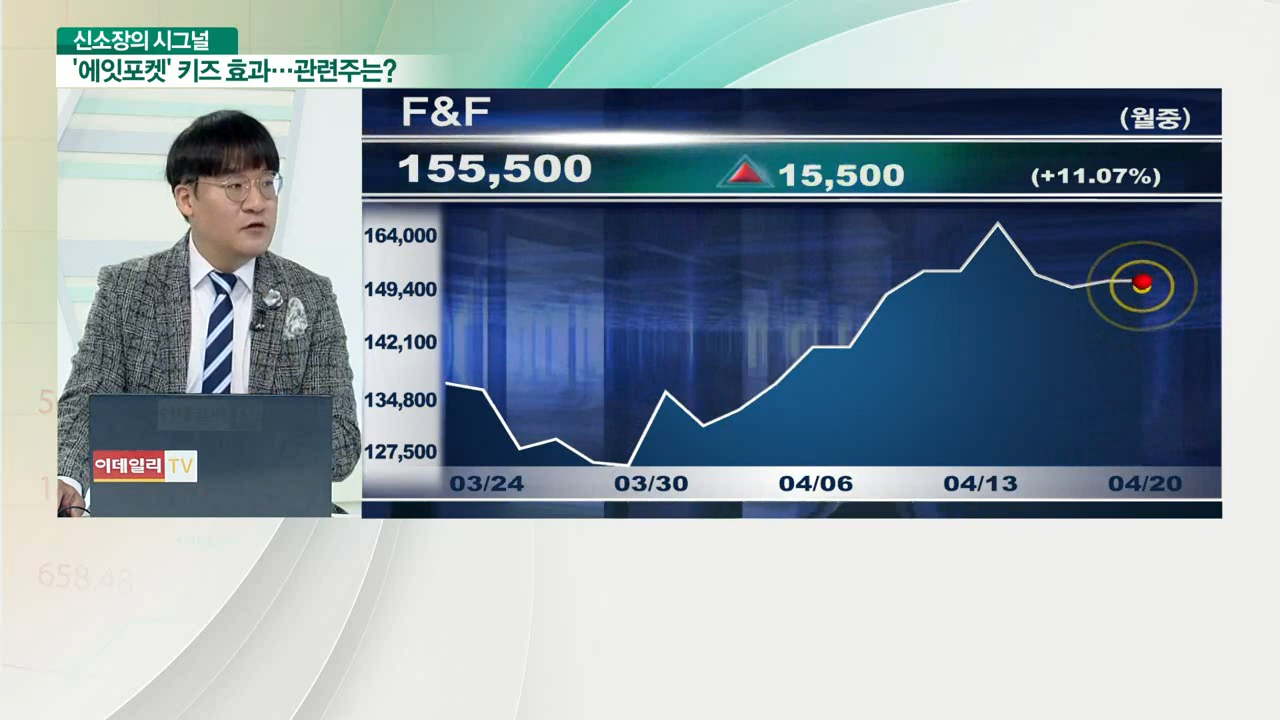 신소장의 시그널
'에잇포켓' 키즈 효과…관련주는?
F&F
(월중)
155,500 ▲ 15,500 (+11.07%)
164,000
149,400
142,100
134,800
127,500
03/24 03/30 04/06 04/13 04/20
이데일리 TV
658.48